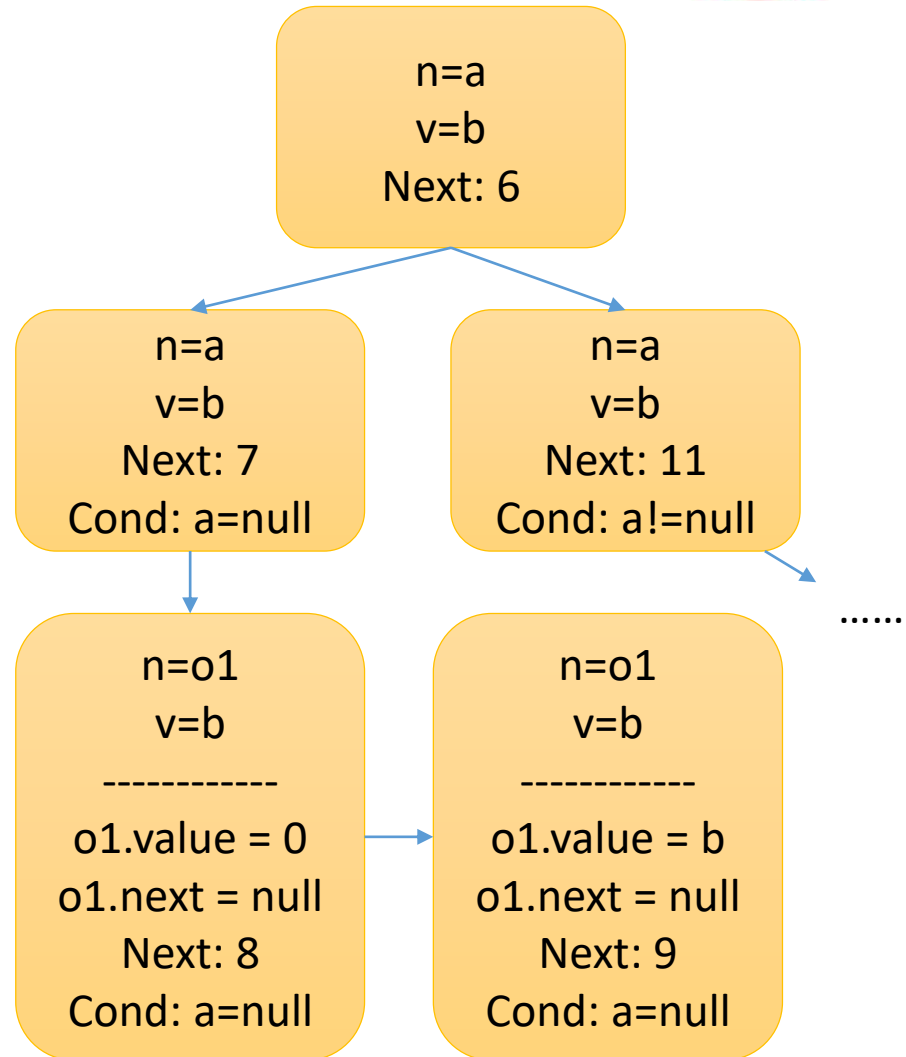 n=a
v=b
Next: 6
n=a
v=b
Next: 7
Cond: a=null
n=a
v=b
Next: 11
Cond: a!=null
......
n=o1
v=b
------------
o1.value = 0
o1.next = null
Next: 8
Cond: a=null
n=o1
v=b
------------
o1.value = b
o1.next = null
Next: 9
Cond: a=null